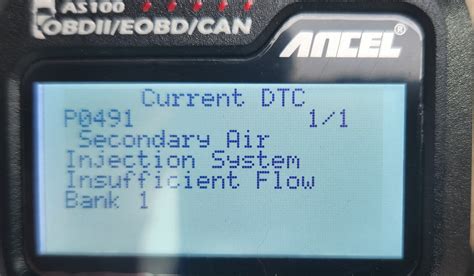 AS100
OBDII/EOBD/CAN
ANCEL®
Current DTC
P0491 1/1
Secondary Air
Injection System
Insufficient Flow
Bank 1